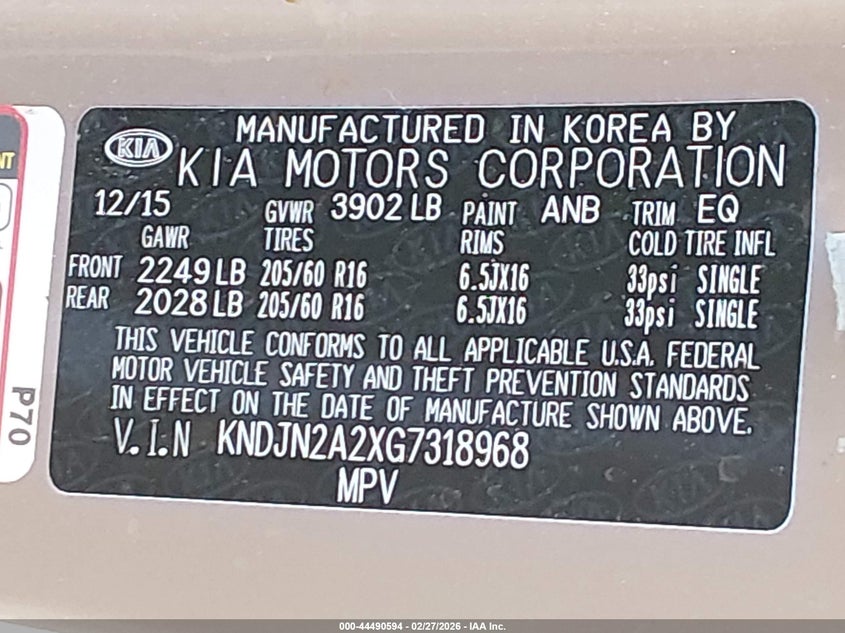 MANUFACTURED IN KOREA BY
KIA KIA MOTORS CORPORATION
12/15 GVWR 3902 LB PAINT ANB TRIM EQ
GAWR TIRES RIMS COLD TIRE INFL
FRONT 2249 LB 205/60 R16 6.5JX16 33psi SINGLE
REAR 2028 LB 205/60 R16 6.5JX16 33psi SINGLE
THIS VEHICLE CONFORMS TO ALL APPLICABLE U.S.A. FEDERAL
MOTOR VEHICLE SAFETY AND THEFT PREVENTION STANDARDS
IN EFFECT ON THE DATE OF MANUFACTURE SHOWN ABOVE.
V.I.N KNDJN2A2XG7318968
MPV
P70
000-44490594 - 02/27/2026 - IAA Inc.